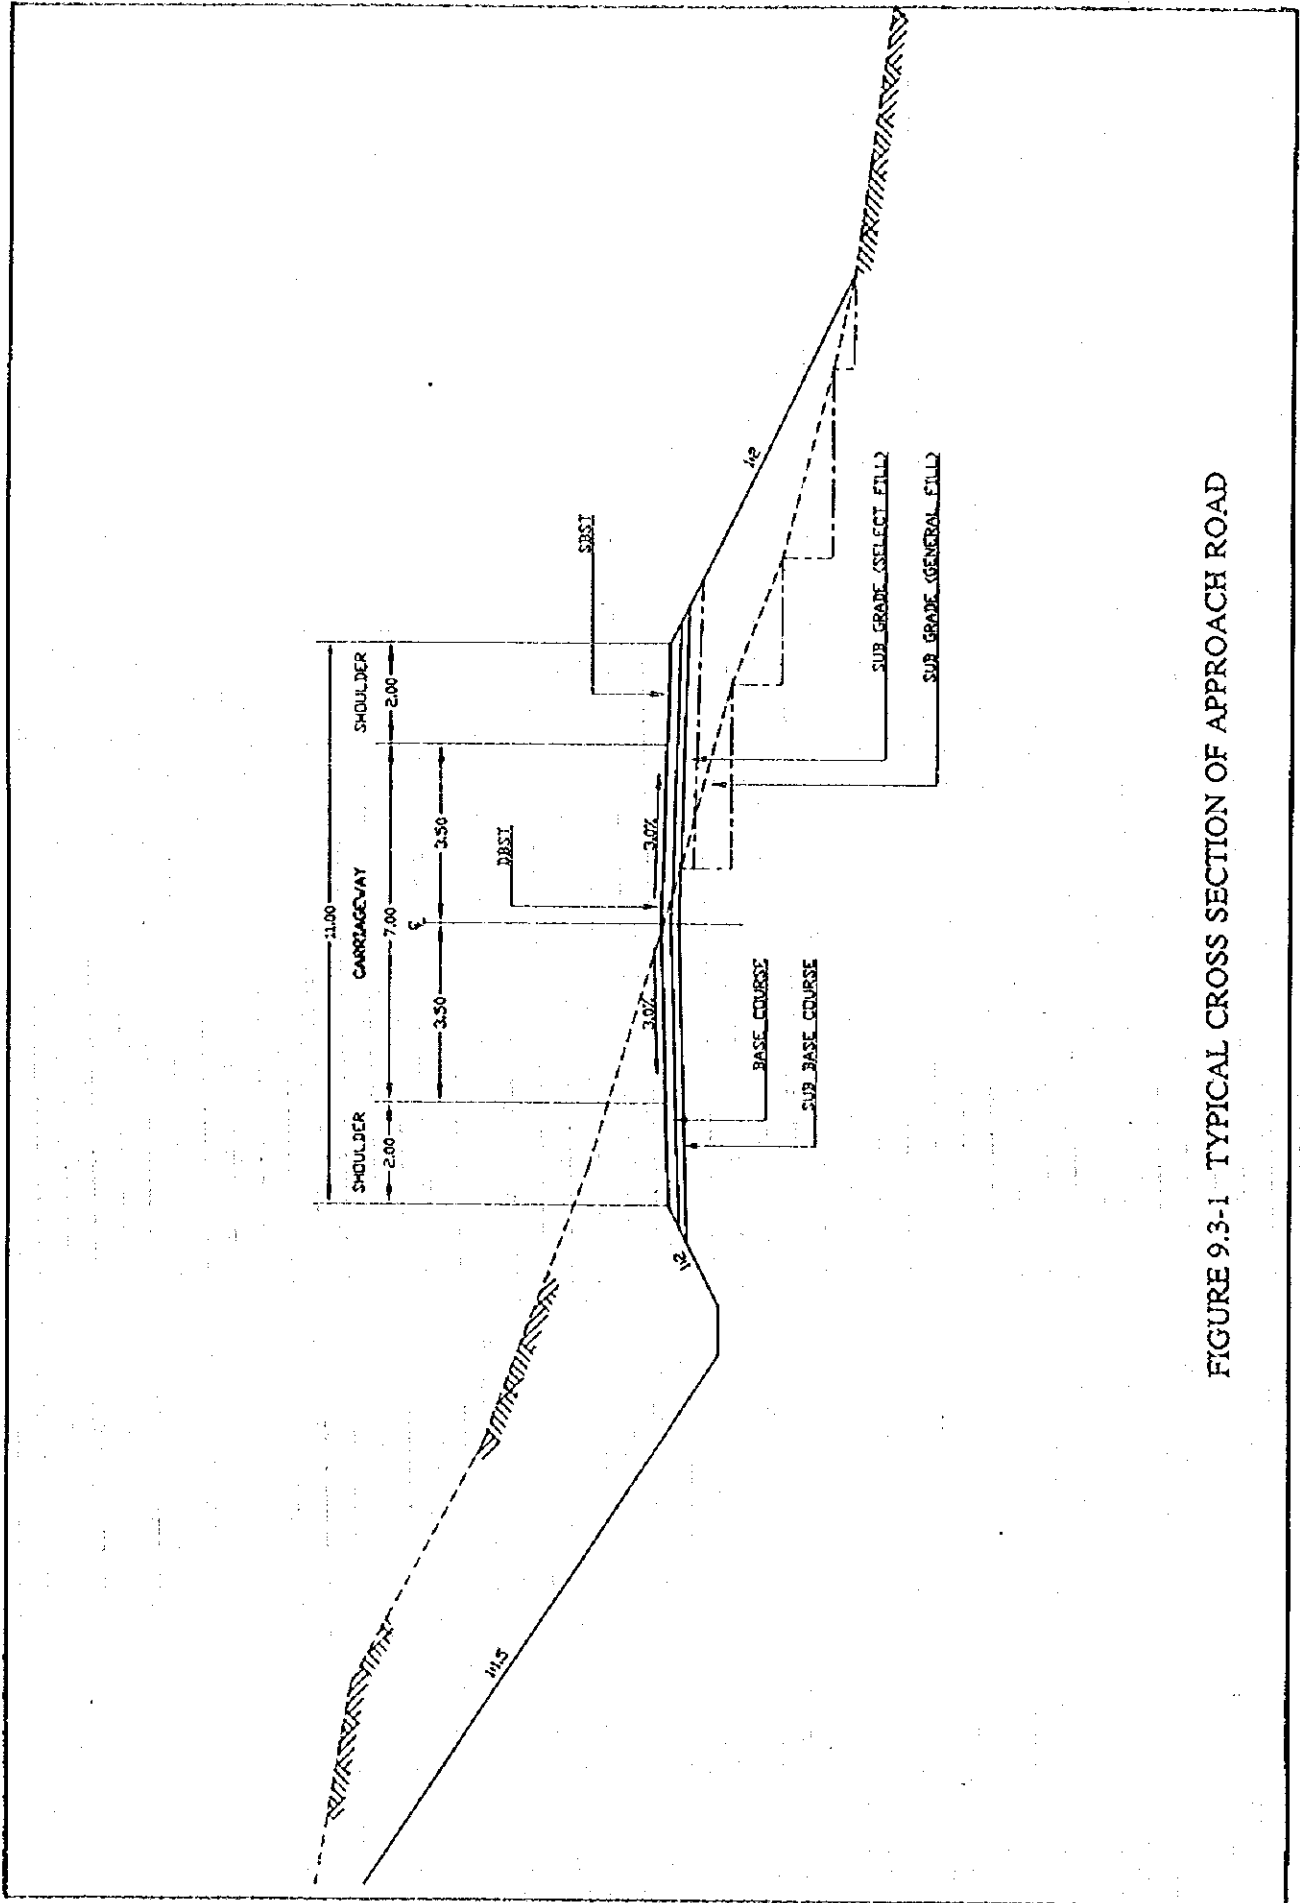 11.00
SHOULDER CARRIAGEWAY SHOULDER
2.00 7.00 2.00
3.50 3.50
℄
DBST
SBST
3.0% 3.0%
1:2
1:2
1:1.5
BASE COURSE
SUB BASE COURSE
SUB GRADE (SELECT FILL)
SUB GRADE (GENERAL FILL)
FIGURE 9.3-1 TYPICAL CROSS SECTION OF APPROACH ROAD